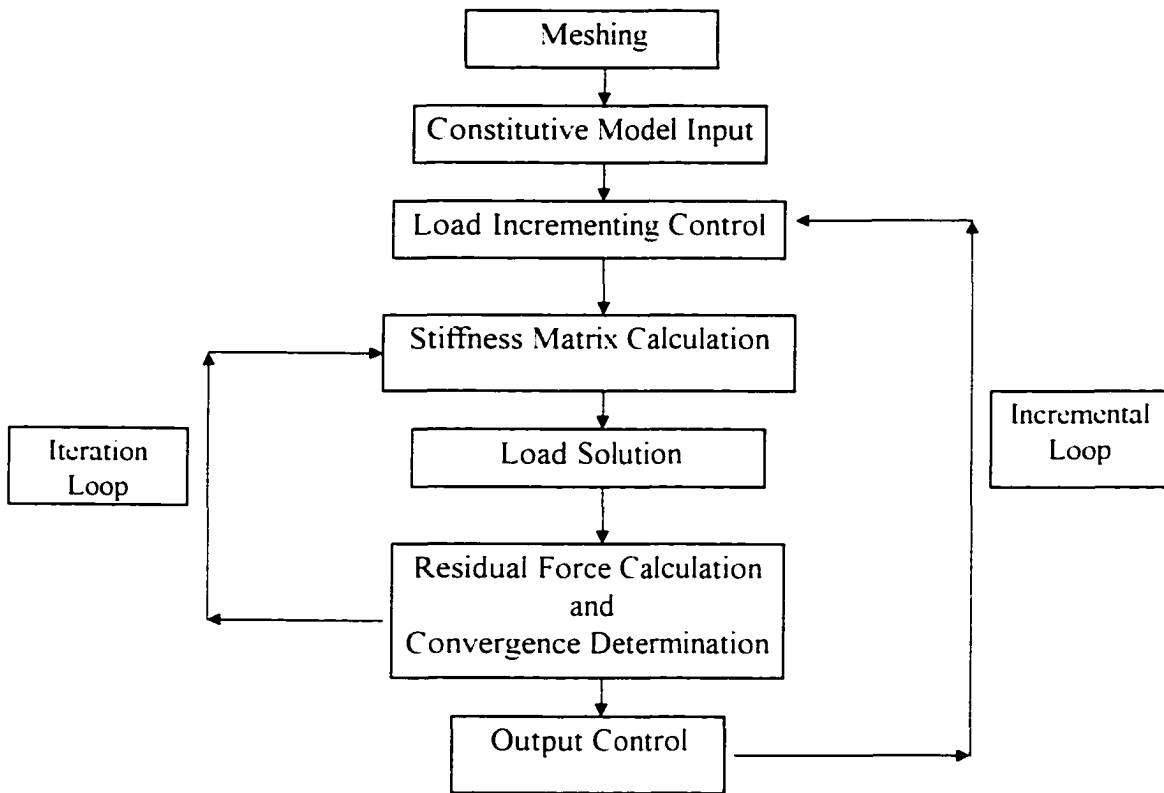 Meshing
Constitutive Model Input
Load Incrementing Control
Stiffness Matrix Calculation
Iteration
Loop
Load Solution
Incremental
Loop
Residual Force Calculation
and
Convergence Determination
Output Control